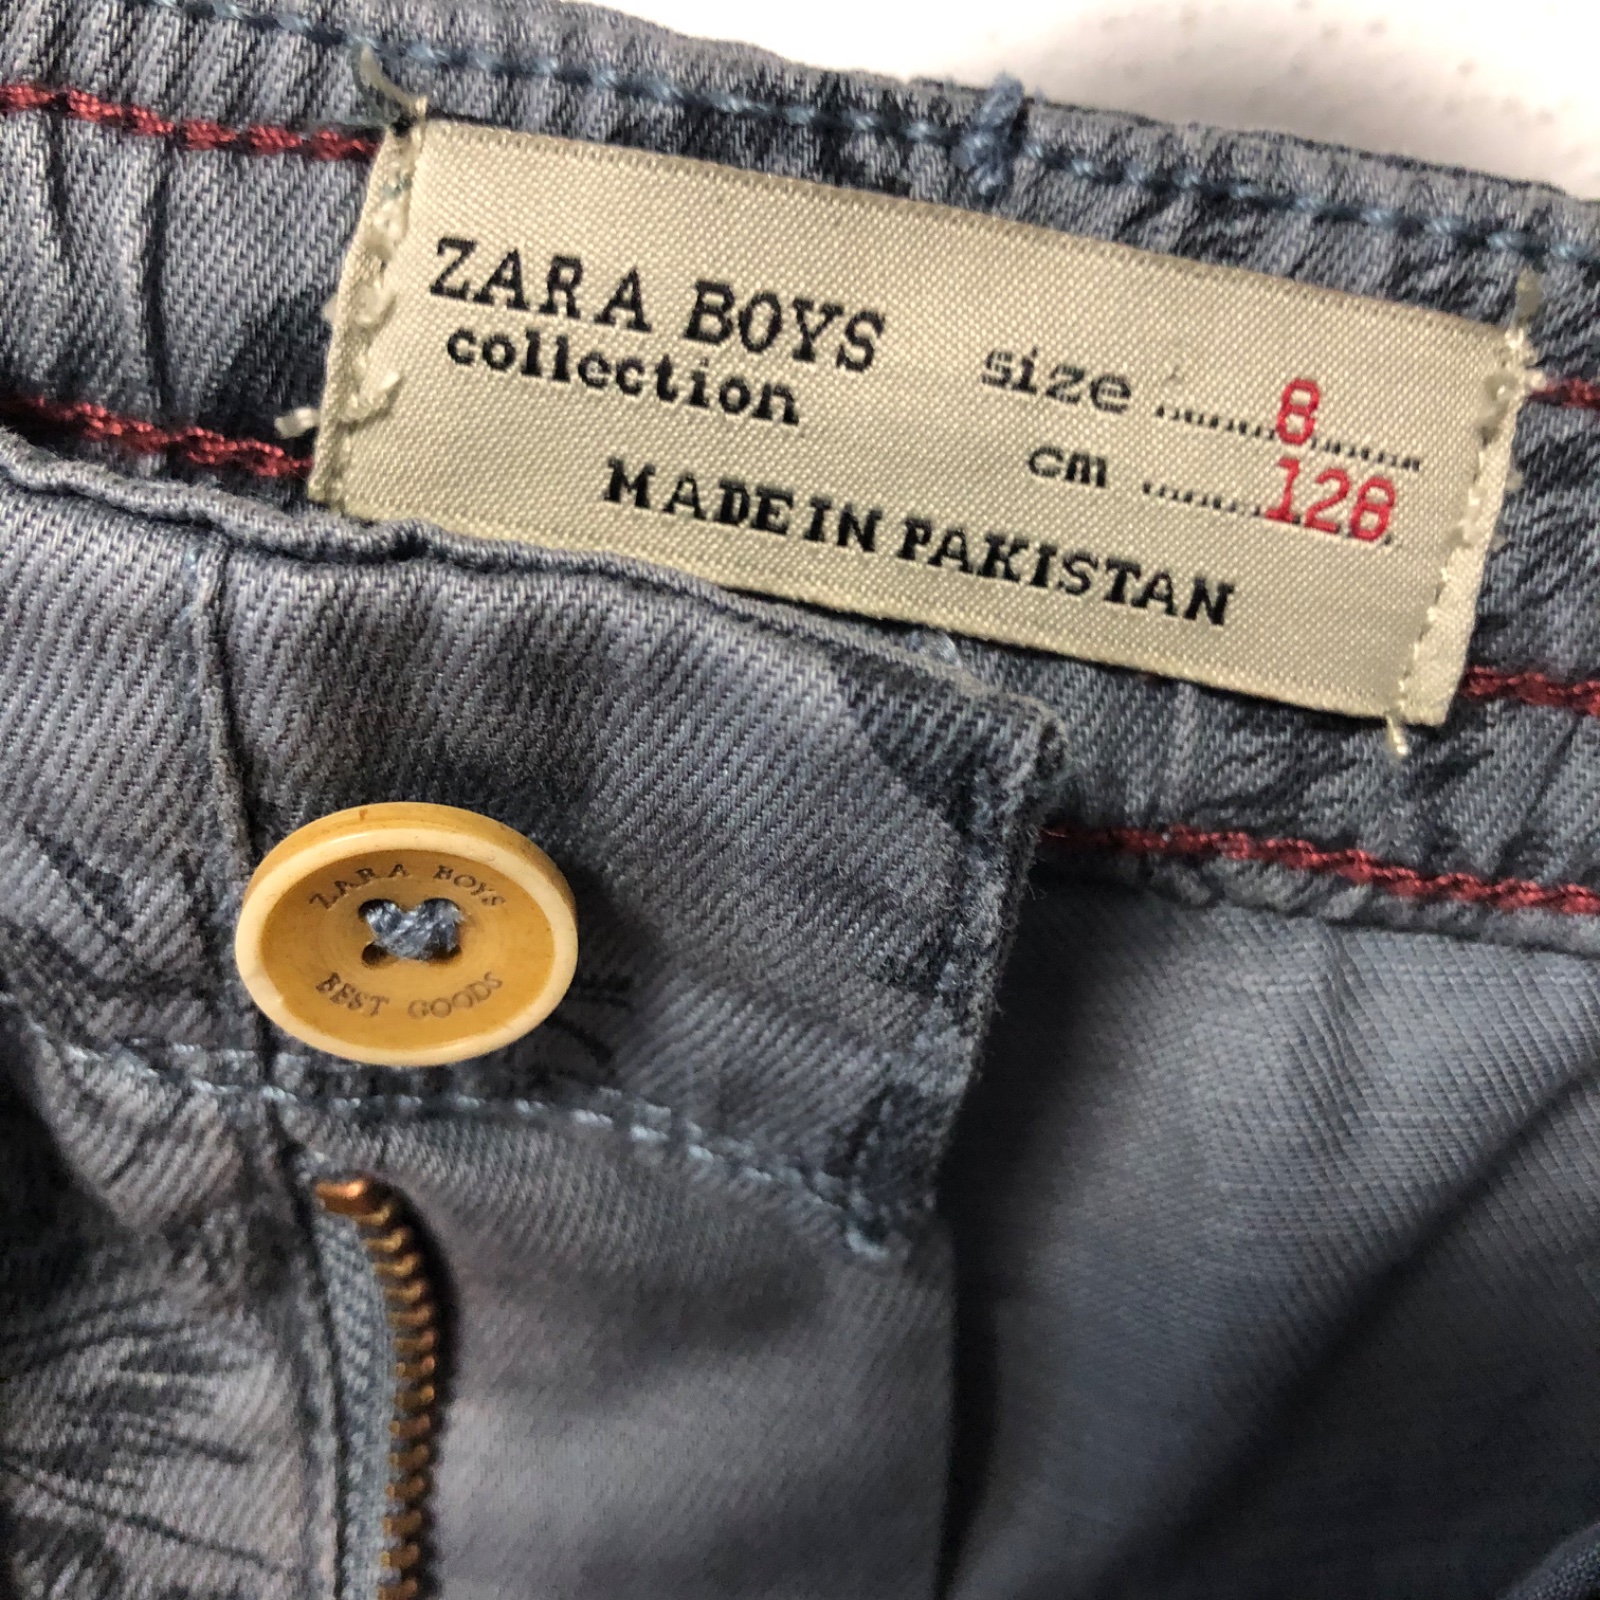 ZARA BOYS
collection
size ........8........
cm ........128
MADE IN PAKISTAN
ZARA BOYS
BEST GOODS